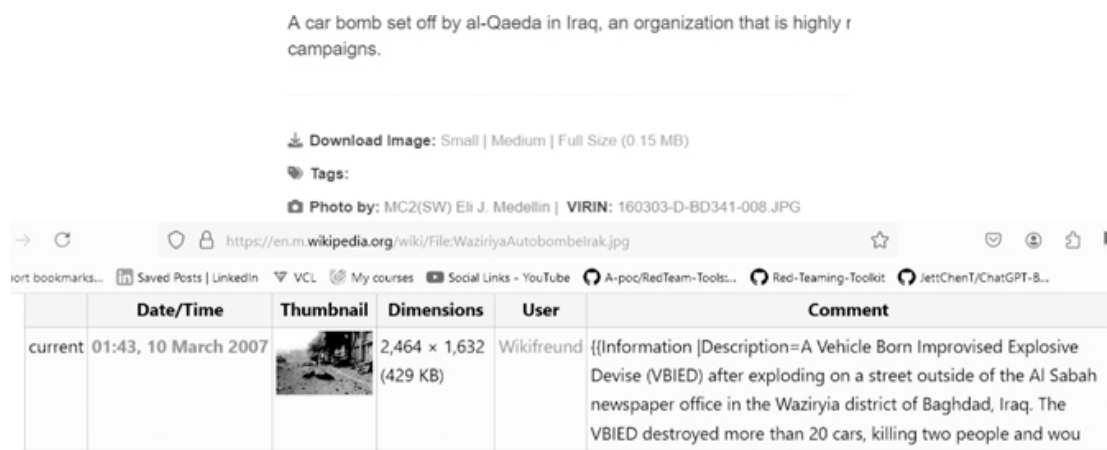 A car bomb set off by al-Qaeda in Iraq, an organization that is highly
campaigns.
Download Image: Small | Medium | Full Size (0.15 MB)
Tags:
Photo by: MC2(SW) Eli J. Medellin | VIRIN: 160303-D-BD341-008.JPG
https://en.m.wikipedia.org/wiki/File:WaziriyaAutobombeIrak.jpg
ort bookmarks... Saved Posts | LinkedIn VCL My courses Social Links - YouTube A-poc/RedTeam-Tools:... Red-Teaming-Toolkit JettChenT/ChatGPT-B...
Date/Time Thumbnail Dimensions User Comment
current 01:43, 10 March 2007 2,464 × 1,632 Wikifreund {{Information |Description=A Vehicle Born Improvised Explosive
(429 KB) Devise (VBIED) after exploding on a street outside of the Al Sabah
newspaper office in the Waziryia district of Baghdad, Iraq. The
VBIED destroyed more than 20 cars, killing two people and wou